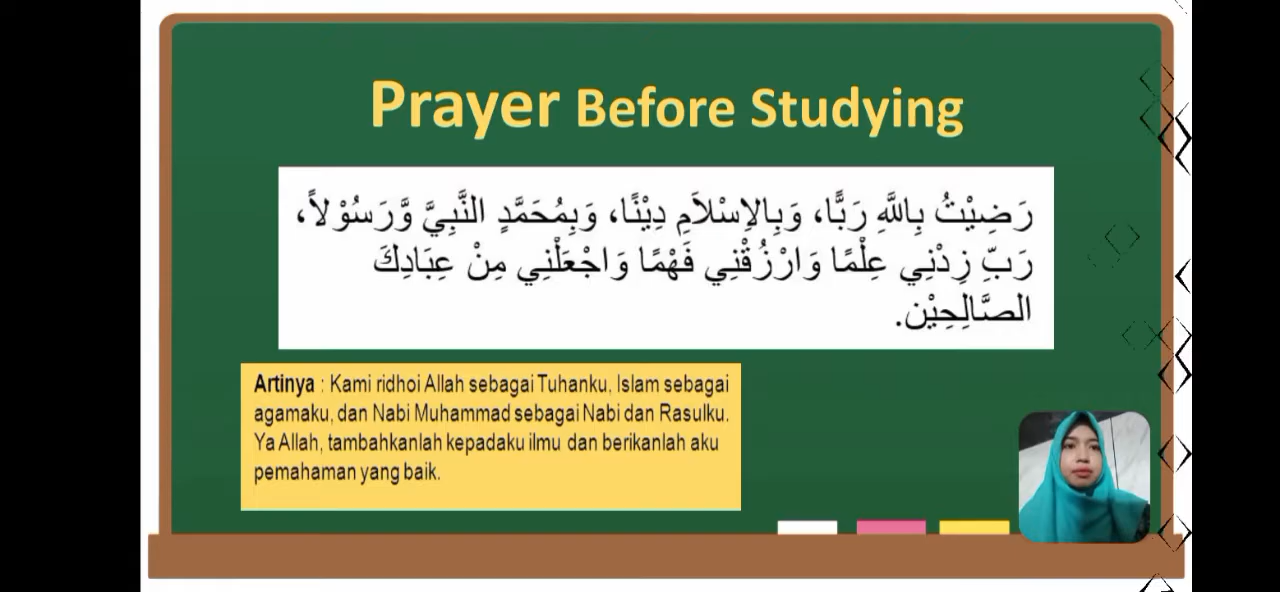 Prayer Before Studying
رَضِيْتُ بِاللَّهِ رَبًّا، وَبِالاِسْلاَمِ دِيْنًا، وَبِمُحَمَّدٍ النَّبِيَّ وَّرَسُوْلاً،
رَبِّ زِدْنِي عِلْمًا وَارْزُقْنِي فَهْمًا وَاجْعَلْنِي مِنْ عِبَادِكَ
الصَّالِحِيْن.
Artinya : Kami ridhoi Allah sebagai Tuhanku, Islam sebagai
agamaku, dan Nabi Muhammad sebagai Nabi dan Rasulku.
Ya Allah, tambahkanlah kepadaku ilmu dan berikanlah aku
pemahaman yang baik.